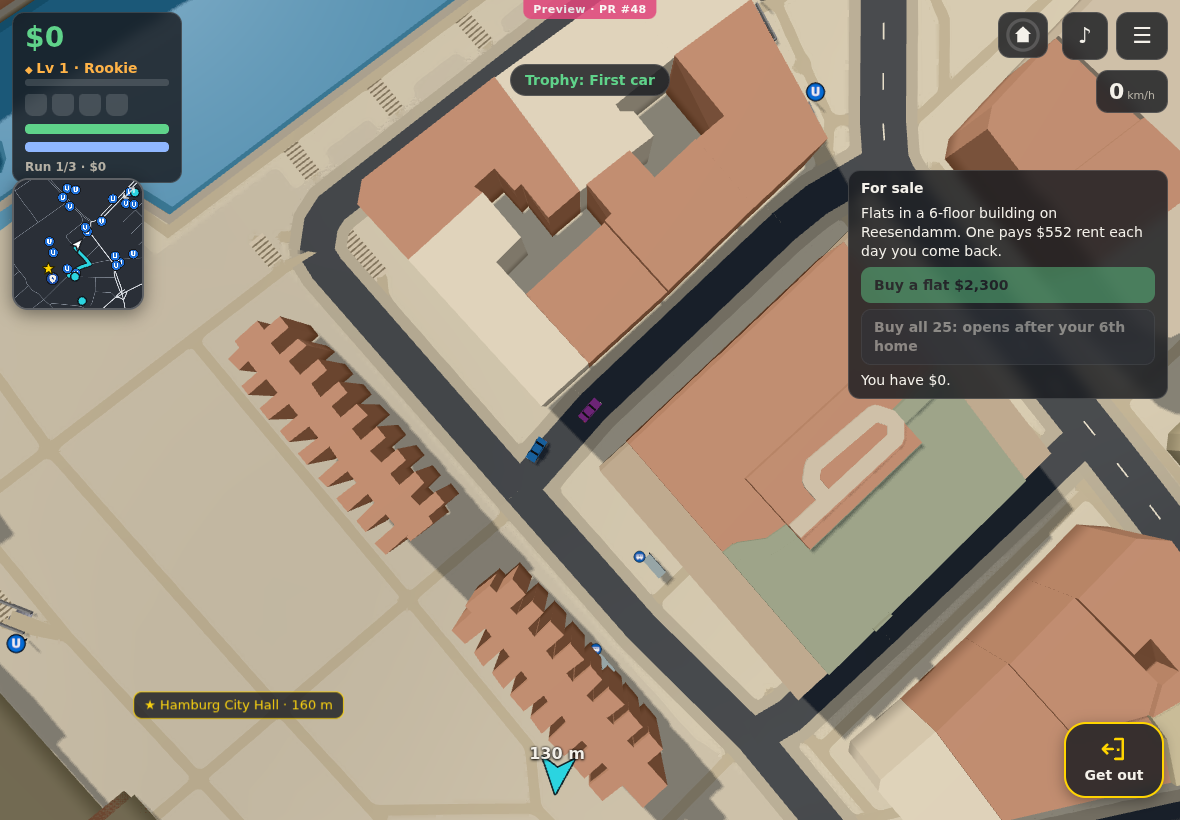 Preview · PR #48
$0
Lv 1 · Rookie
Run 1/3 · $0
Trophy: First car
U
0 km/h
For sale
Flats in a 6-floor building on
Reesendamm. One pays $552 rent each
day you come back.
Buy a flat $2,300
Buy all 25: opens after your 6th
home
You have $0.
U
★ Hamburg City Hall · 160 m
130 m
Get out